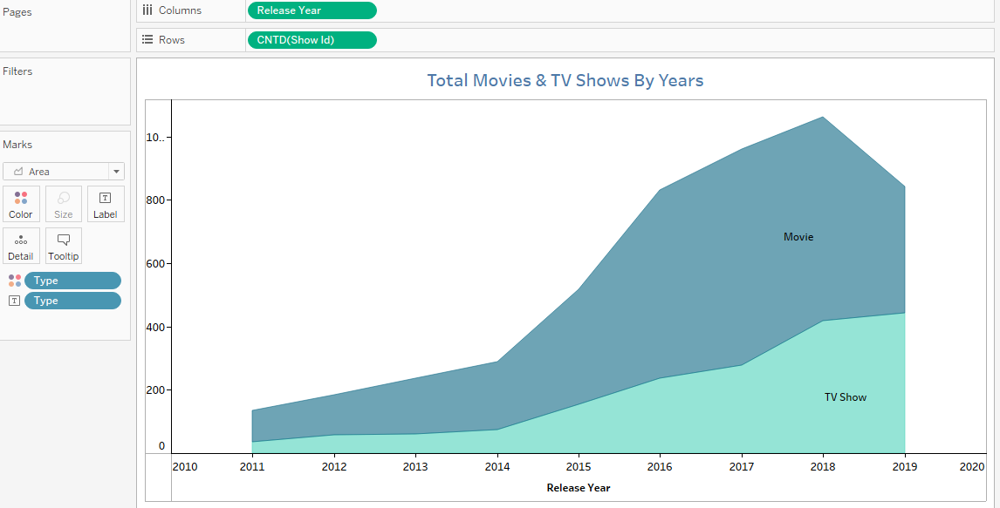 Pages
Columns
Release Year
Rows
CNTD(Show Id)
Filters
Marks
Area
Color
Size
Label
Detail
Tooltip
Type
Type
Total Movies & TV Shows By Years
10..
800
600
400
200
0
Movie
TV Show
2010 2011 2012 2013 2014 2015 2016 2017 2018 2019 2020
Release Year